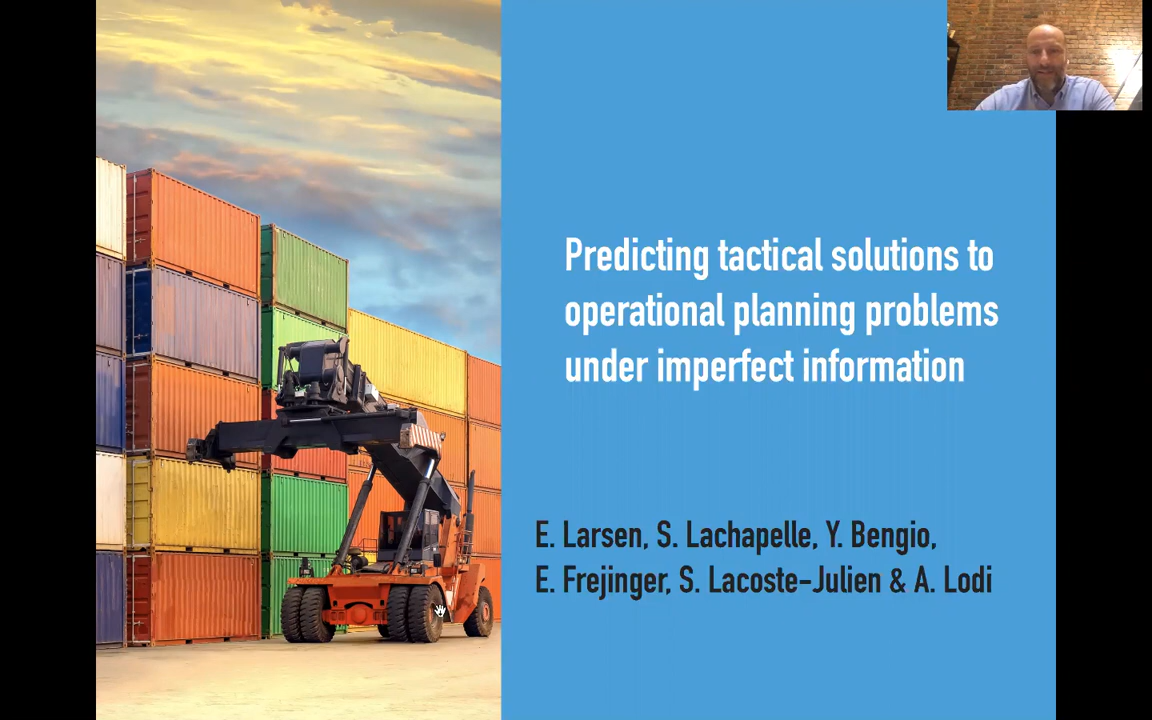 Predicting tactical solutions to
operational planning problems
under imperfect information
E. Larsen, S. Lachapelle, Y. Bengio,
E. Frejinger, S. Lacoste-Julien & A. Lodi